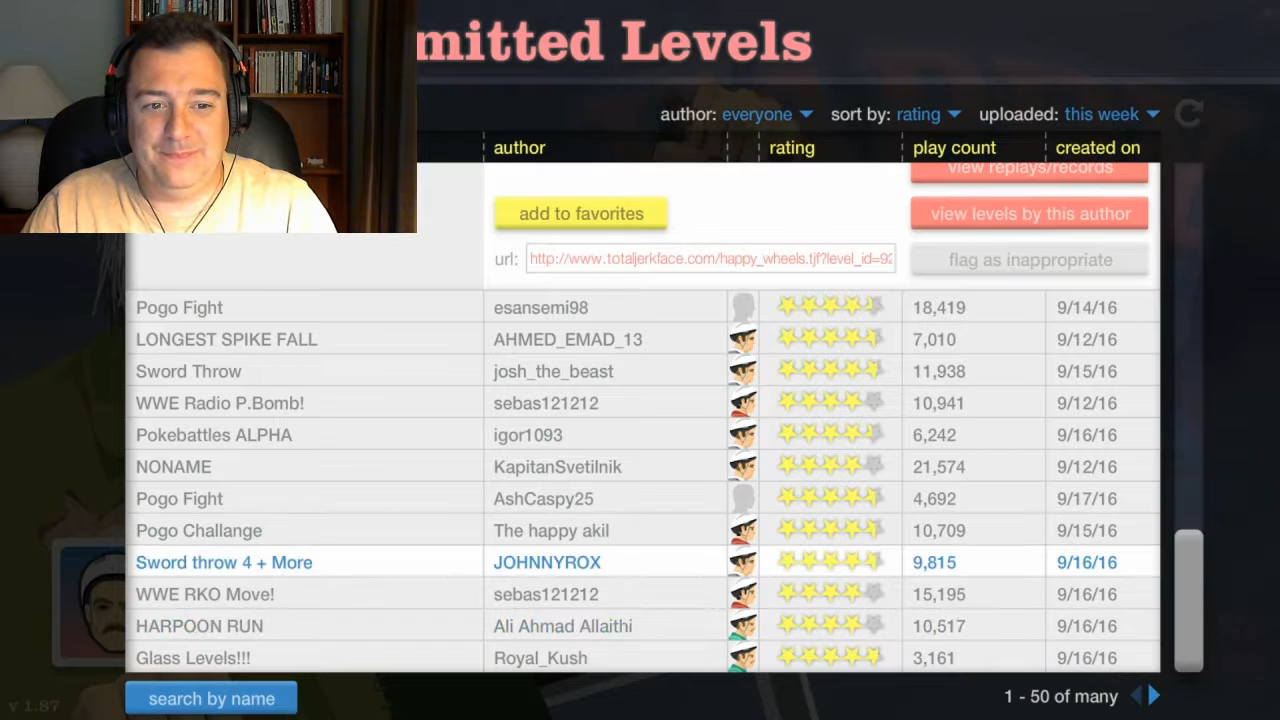 mitted Levels
author: everyone sort by: rating uploaded: this week
author rating play count created on
view replays/records
add to favorites view levels by this author
url: http://www.totaljerkface.com/happy_wheels.tjf?level_id=92 flag as inappropriate
Pogo Fight esansemi98 18,419 9/14/16
LONGEST SPIKE FALL AHMED_EMAD_13 7,010 9/12/16
Sword Throw josh_the_beast 11,938 9/15/16
WWE Radio P.Bomb! sebas121212 10,941 9/12/16
Pokebattles ALPHA igor1093 6,242 9/16/16
NONAME KapitanSvetilnik 21,574 9/12/16
Pogo Fight AshCaspy25 4,692 9/17/16
Pogo Challange The happy akil 10,709 9/15/16
Sword throw 4 + More JOHNNYROX 9,815 9/16/16
WWE RKO Move! sebas121212 15,195 9/16/16
HARPOON RUN Ali Ahmad Allaithi 10,517 9/16/16
Glass Levels!!! Royal_Kush 3,161 9/16/16
search by name 1 - 50 of many
v 1.87